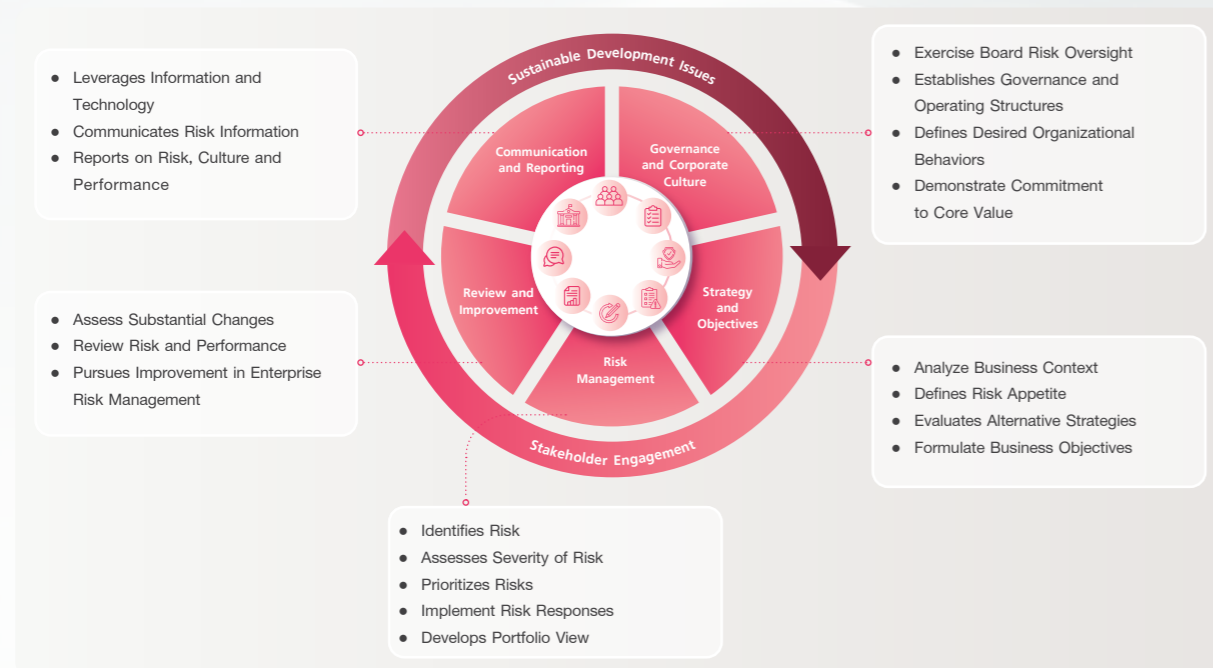 Sustainable Development Issues
Communication
and Reporting
Governance
and Corporate
Culture
Review and
Improvement
Strategy
and
Objectives
Risk
Management
Stakeholder Engagement
● Leverages Information and
Technology
● Communicates Risk Information
● Reports on Risk, Culture and
Performance
● Exercise Board Risk Oversight
● Establishes Governance and
Operating Structures
● Defines Desired Organizational
Behaviors
● Demonstrate Commitment
to Core Value
● Assess Substantial Changes
● Review Risk and Performance
● Pursues Improvement in Enterprise
Risk Management
● Analyze Business Context
● Defines Risk Appetite
● Evaluates Alternative Strategies
● Formulate Business Objectives
● Identifies Risk
● Assesses Severity of Risk
● Prioritizes Risks
● Implement Risk Responses
● Develops Portfolio View